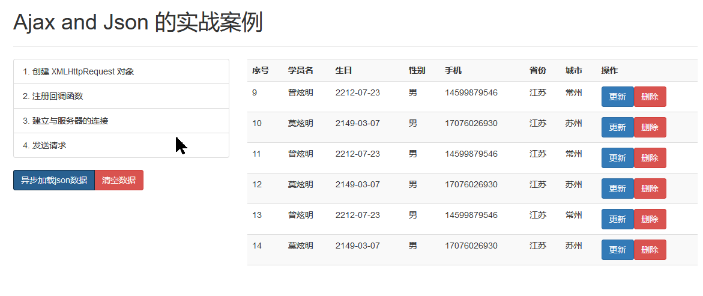 Ajax and Json 的实战案例
1. 创建 XMLHttpRequest 对象
2. 注册回调函数
3. 建立与服务器的连接
4. 发送请求
异步加载json数据 清空数据
序号 学员名 生日 性别 手机 省份 城市 操作
9 曾炫明 2212-07-23 男 14599879546 江苏 常州 更新 删除
10 莫炫明 2149-03-07 男 17076026930 江苏 苏州 更新 删除
11 曾炫明 2212-07-23 男 14599879546 江苏 常州 更新 删除
12 莫炫明 2149-03-07 男 17076026930 江苏 苏州 更新 删除
13 曾炫明 2212-07-23 男 14599879546 江苏 常州 更新 删除
14 莫炫明 2149-03-07 男 17076026930 江苏 苏州 更新 删除